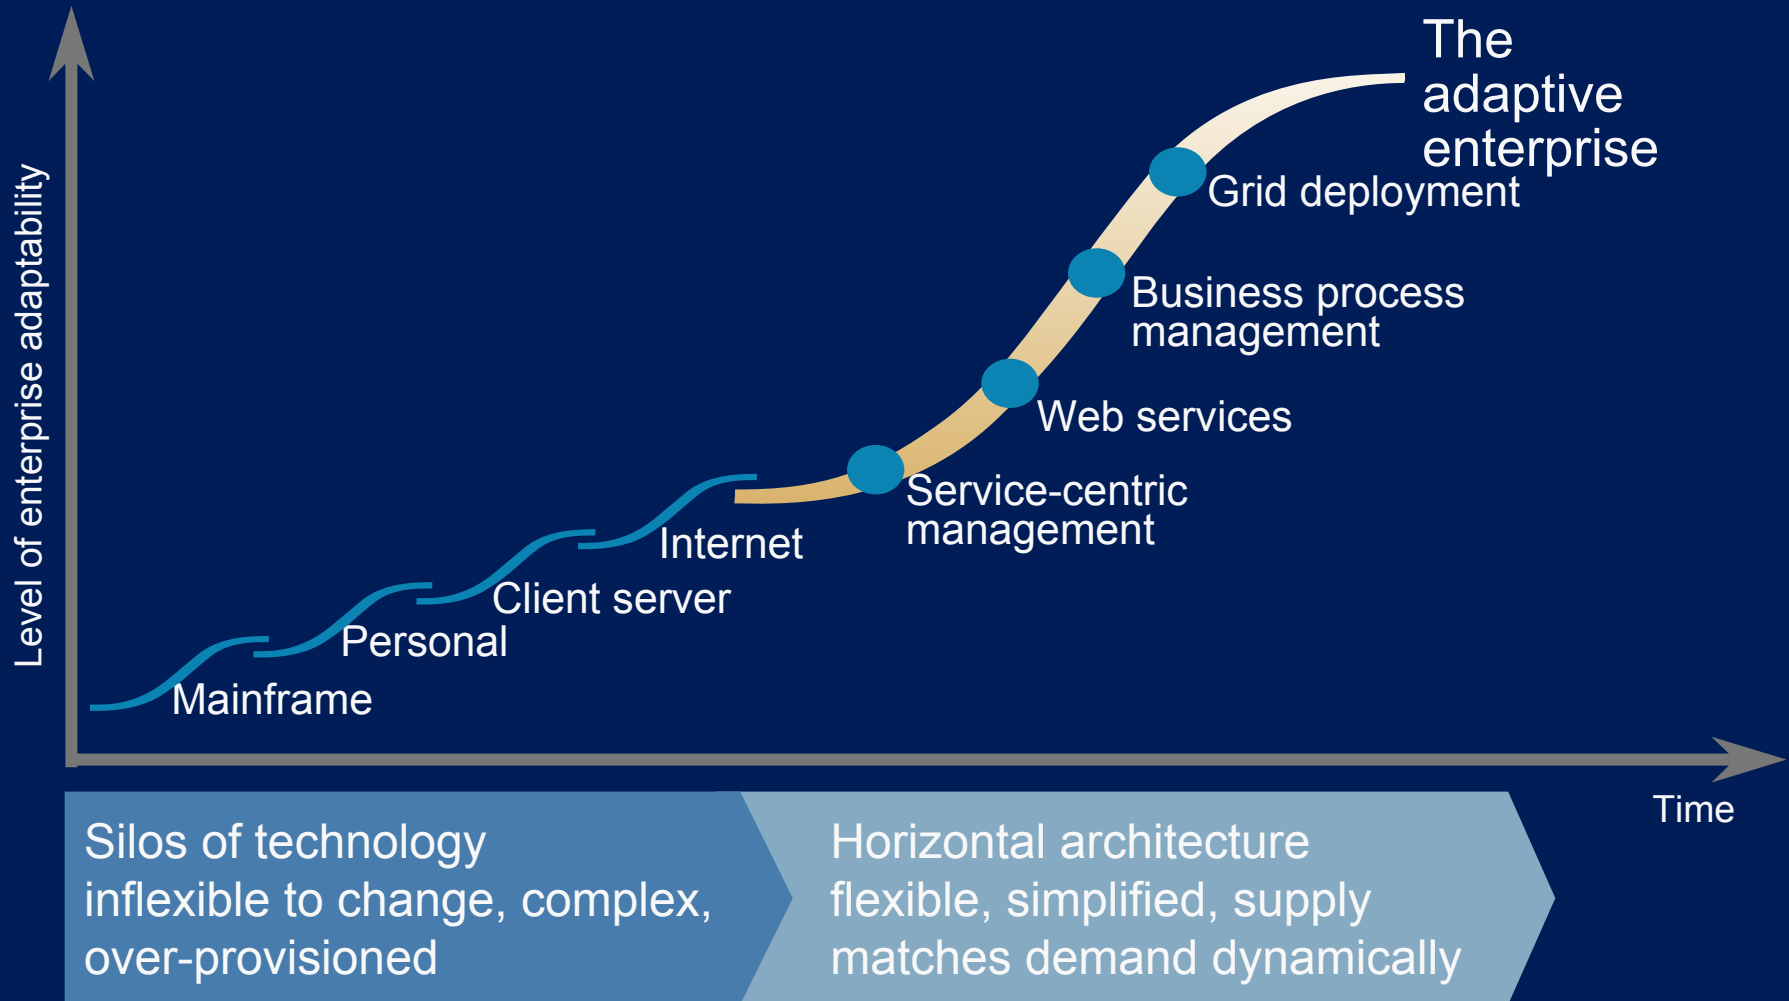 The
adaptive
enterprise
Grid deployment
Business process
management
Web services
Service-centric
management
Internet
Client server
Personal
Mainframe
Level of enterprise adaptability
Time
Silos of technology
inflexible to change, complex,
over-provisioned
Horizontal architecture
flexible, simplified, supply
matches demand dynamically